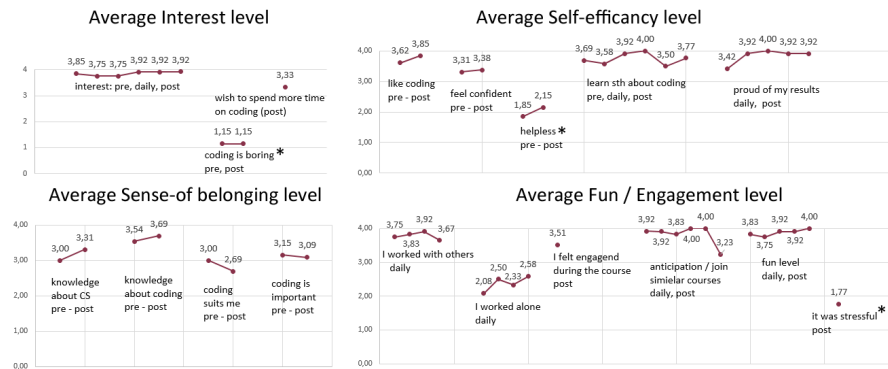 Average Interest level
3,85 3,75 3,75 3,92 3,92 3,92
4
3
2
1
0
interest: pre, daily, post
3,33
wish to spend more time
on coding (post)
1,15 1,15
coding is boring *
pre, post
Average Self-efficancy level
4,00
3,00
2,00
1,00
0,00
3,62 3,85
like coding
pre - post
3,31 3,38
feel confident
pre - post
1,85 2,15
helpless *
pre - post
3,69 3,58 3,92 4,00 3,50 3,77
learn sth about coding
pre, daily, post
3,42 3,92 4,00 3,92 3,92
proud of my results
daily, post
Average Sense-of belonging level
4,00
3,00
2,00
1,00
0,00
3,00 3,31
knowledge
about CS
pre - post
3,54 3,69
knowledge
about coding
pre - post
3,00 2,69
coding
suits me
pre - post
3,15 3,09
coding is
important
pre - post
Average Fun / Engagement level
4,00
3,00
2,00
1,00
0,00
3,75 3,83 3,92 3,67
I worked with others
daily
2,08 2,50 2,33 2,58
I worked alone
daily
3,51
I felt engagend
during the course
post
3,92 3,92 3,83 4,00 4,00 3,23
anticipation / join
simielar courses
daily, post
3,83 3,75 3,92 3,92 4,00
fun level
daily, post
1,77
it was stressful *
post